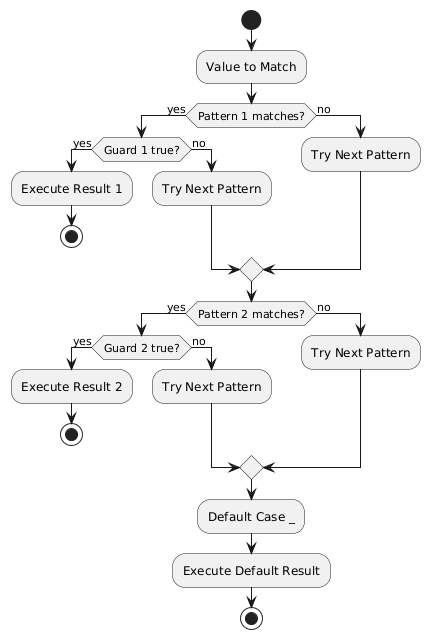 Value to Match
yes
Pattern 1 matches?
no
yes
Guard 1 true?
no
Try Next Pattern
Execute Result 1
Try Next Pattern
yes
Pattern 2 matches?
no
yes
Guard 2 true?
no
Try Next Pattern
Execute Result 2
Try Next Pattern
Default Case _
Execute Default Result